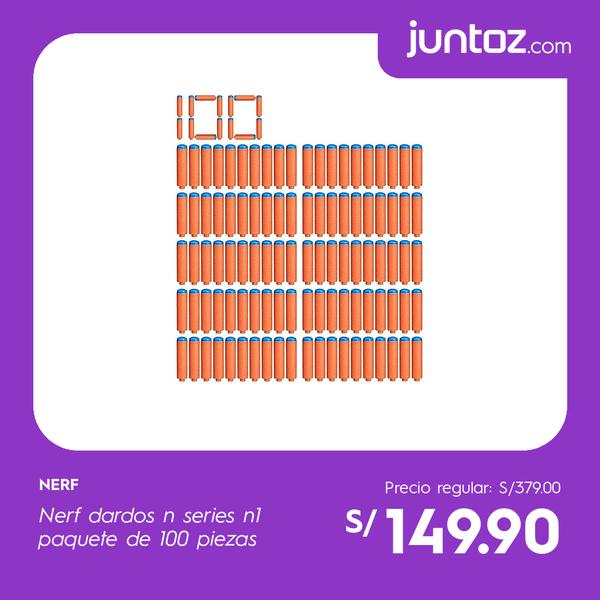 juntoz.com
100
NERF
Nerf dardos n series n1
paquete de 100 piezas
Precio regular: S/379.00
S/149.90